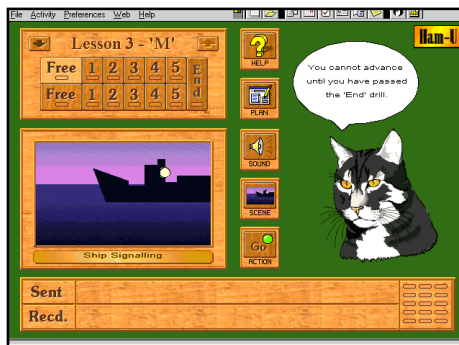 File Activity Preferences Web Help
Ham-U
Lesson 3 - 'M'
Free 1 2 3 4 5 End
Free 1 2 3 4 5
HELP
PLAN
SOUND
SCENE
Go
ACTION
You cannot advance
until you have passed
the 'End' drill.
Ship Signalling
Sent
Recd.